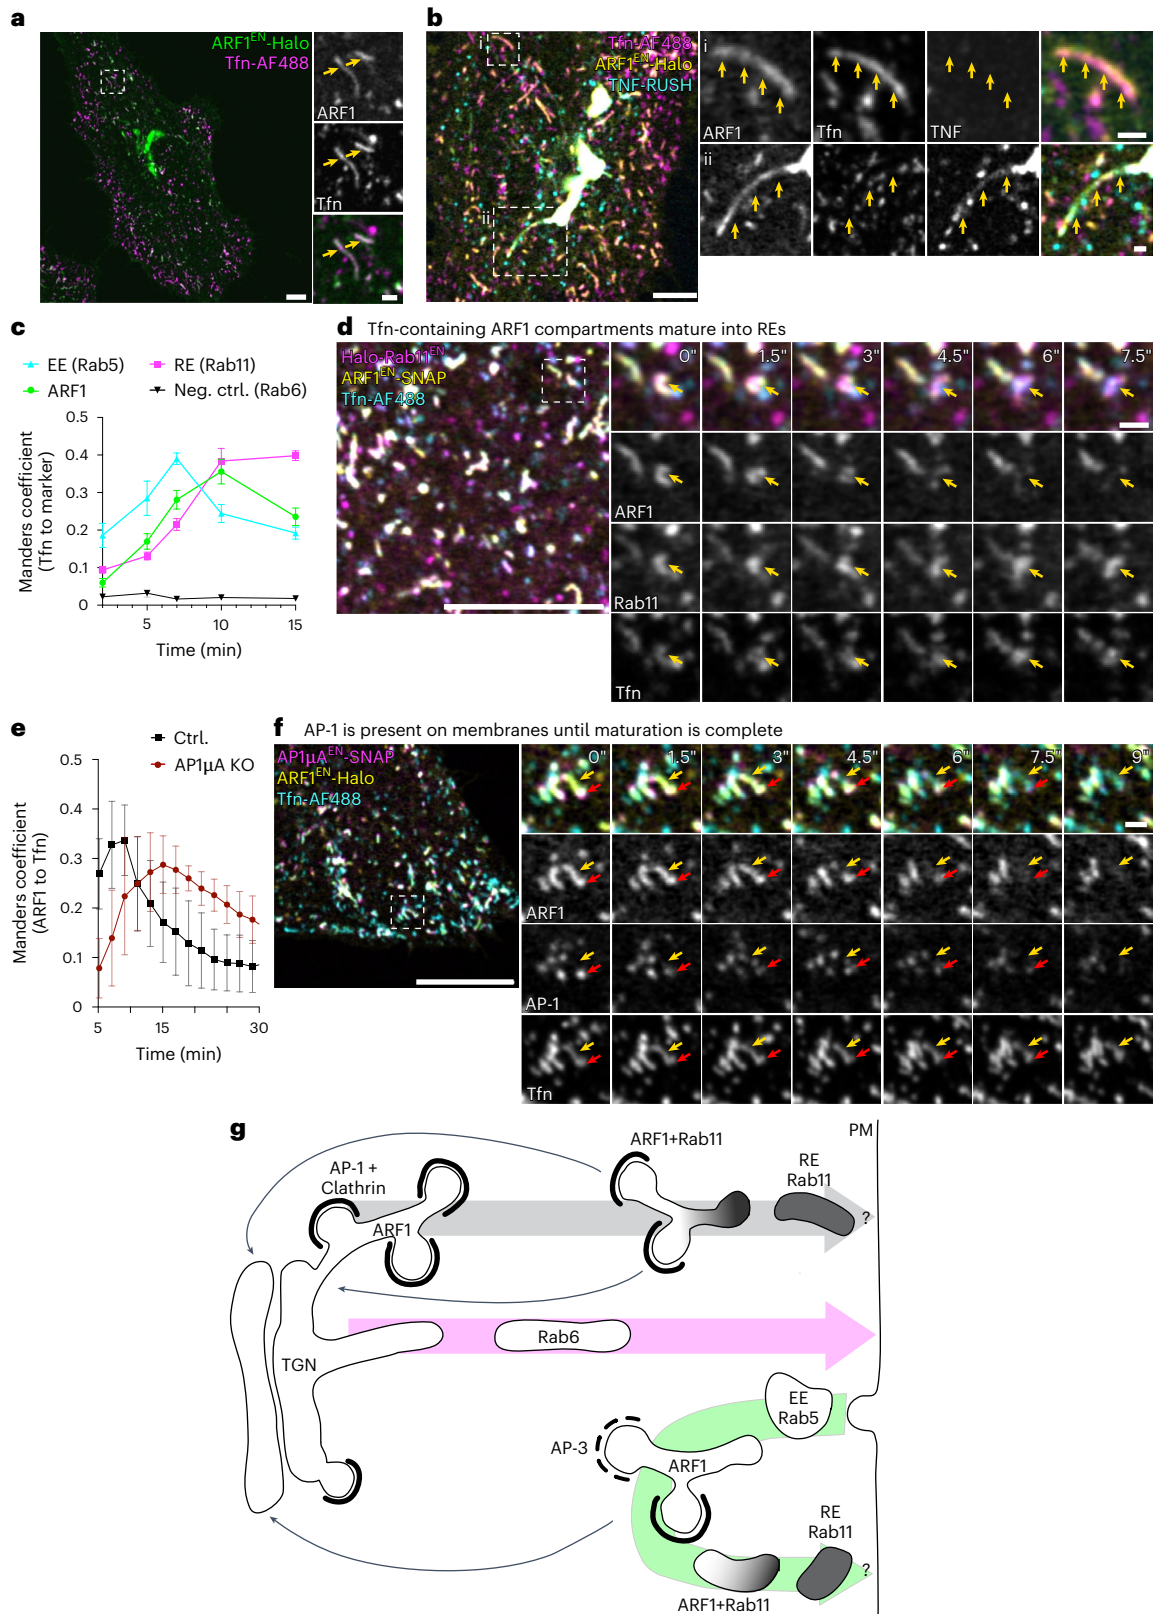 a
ARF1EN-Halo
Tfn-AF488
ARF1
Tfn
b
Tfn-AF488
ARF1EN-Halo
TNF-RUSH
i
ii
i
ARF1
Tfn
TNF
ii
c
EE (Rab5)
RE (Rab11)
ARF1
Neg. ctrl. (Rab6)
Manders coefficient
(Tfn to marker)
0.5
0.4
0.3
0.2
0.1
0
5
10
15
Time (min)
d
Tfn-containing ARF1 compartments mature into REs
Halo-Rab11EN
ARF1EN-SNAP
Tfn-AF488
0"
1.5"
3"
4.5"
6"
7.5"
ARF1
Rab11
Tfn
e
Ctrl.
AP1µA KO
Manders coefficient
(ARF1 to Tfn)
0.5
0.4
0.3
0.2
0.1
0
5
15
30
Time (min)
f
AP-1 is present on membranes until maturation is complete
AP1µAEN-SNAP
ARF1EN-Halo
Tfn-AF488
0"
1.5"
3"
4.5"
6"
7.5"
9"
ARF1
AP-1
Tfn
g
PM
AP-1 +
Clathrin
ARF1
ARF1+Rab11
RE
Rab11
?
TGN
Rab6
EE
Rab5
AP-3
ARF1
RE
Rab11
?
ARF1+Rab11